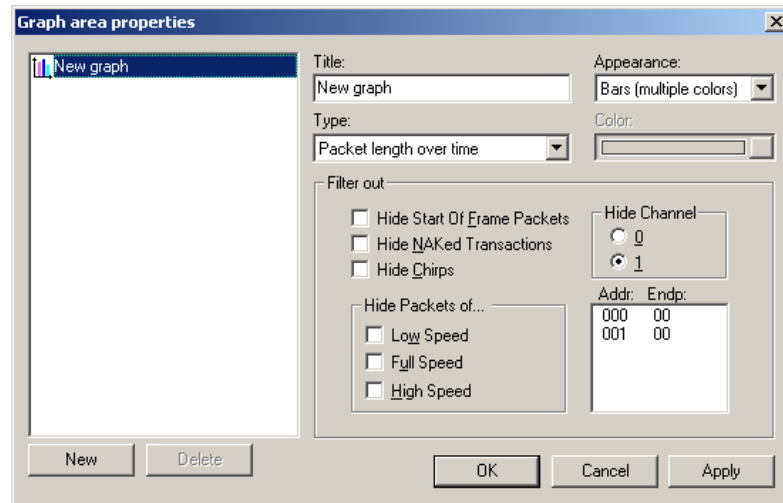 Graph area properties
New graph
Title:
New graph
Appearance:
Bars (multiple colors)
Type:
Packet length over time
Color:
Filter out
Hide Start Of Frame Packets
Hide NAKed Transactions
Hide Chirps
Hide Channel
0
1
Hide Packets of...
Low Speed
Full Speed
High Speed
Addr: Endp:
000 00
001 00
New
Delete
OK
Cancel
Apply